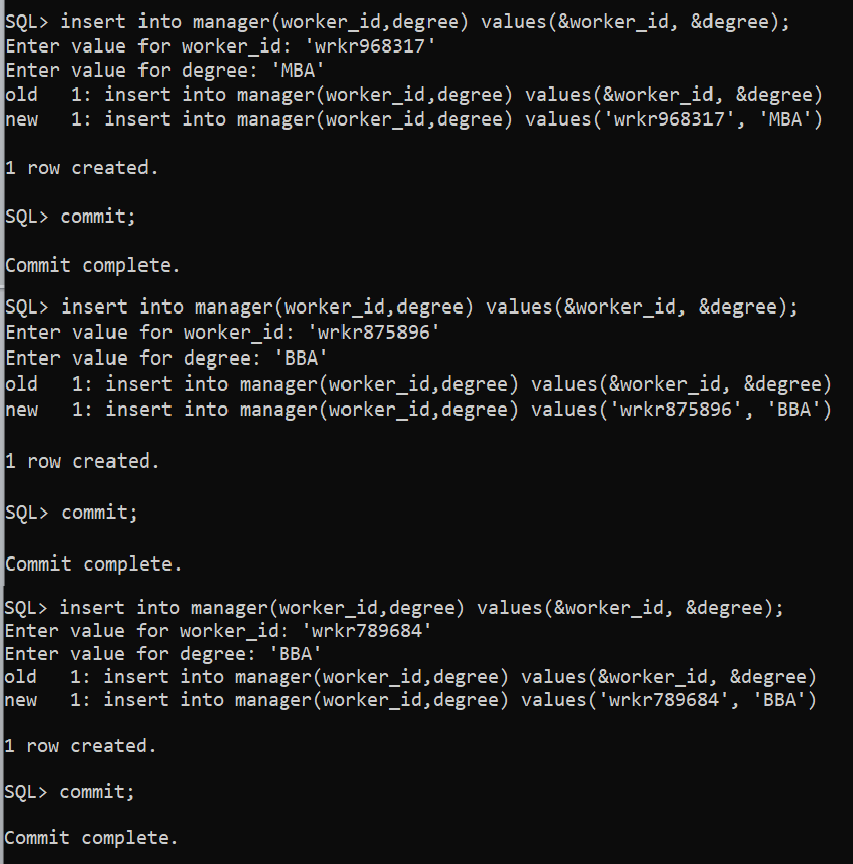 SQL> insert into manager(worker_id,degree) values(&worker_id, &degree);
Enter value for worker_id: 'wrkr968317'
Enter value for degree: 'MBA'
old   1: insert into manager(worker_id,degree) values(&worker_id, &degree)
new   1: insert into manager(worker_id,degree) values('wrkr968317', 'MBA')
1 row created.
SQL> commit;
Commit complete.
SQL> insert into manager(worker_id,degree) values(&worker_id, &degree);
Enter value for worker_id: 'wrkr875896'
Enter value for degree: 'BBA'
old   1: insert into manager(worker_id,degree) values(&worker_id, &degree)
new   1: insert into manager(worker_id,degree) values('wrkr875896', 'BBA')
1 row created.
SQL> commit;
Commit complete.
SQL> insert into manager(worker_id,degree) values(&worker_id, &degree);
Enter value for worker_id: 'wrkr789684'
Enter value for degree: 'BBA'
old   1: insert into manager(worker_id,degree) values(&worker_id, &degree)
new   1: insert into manager(worker_id,degree) values('wrkr789684', 'BBA')
1 row created.
SQL> commit;
Commit complete.